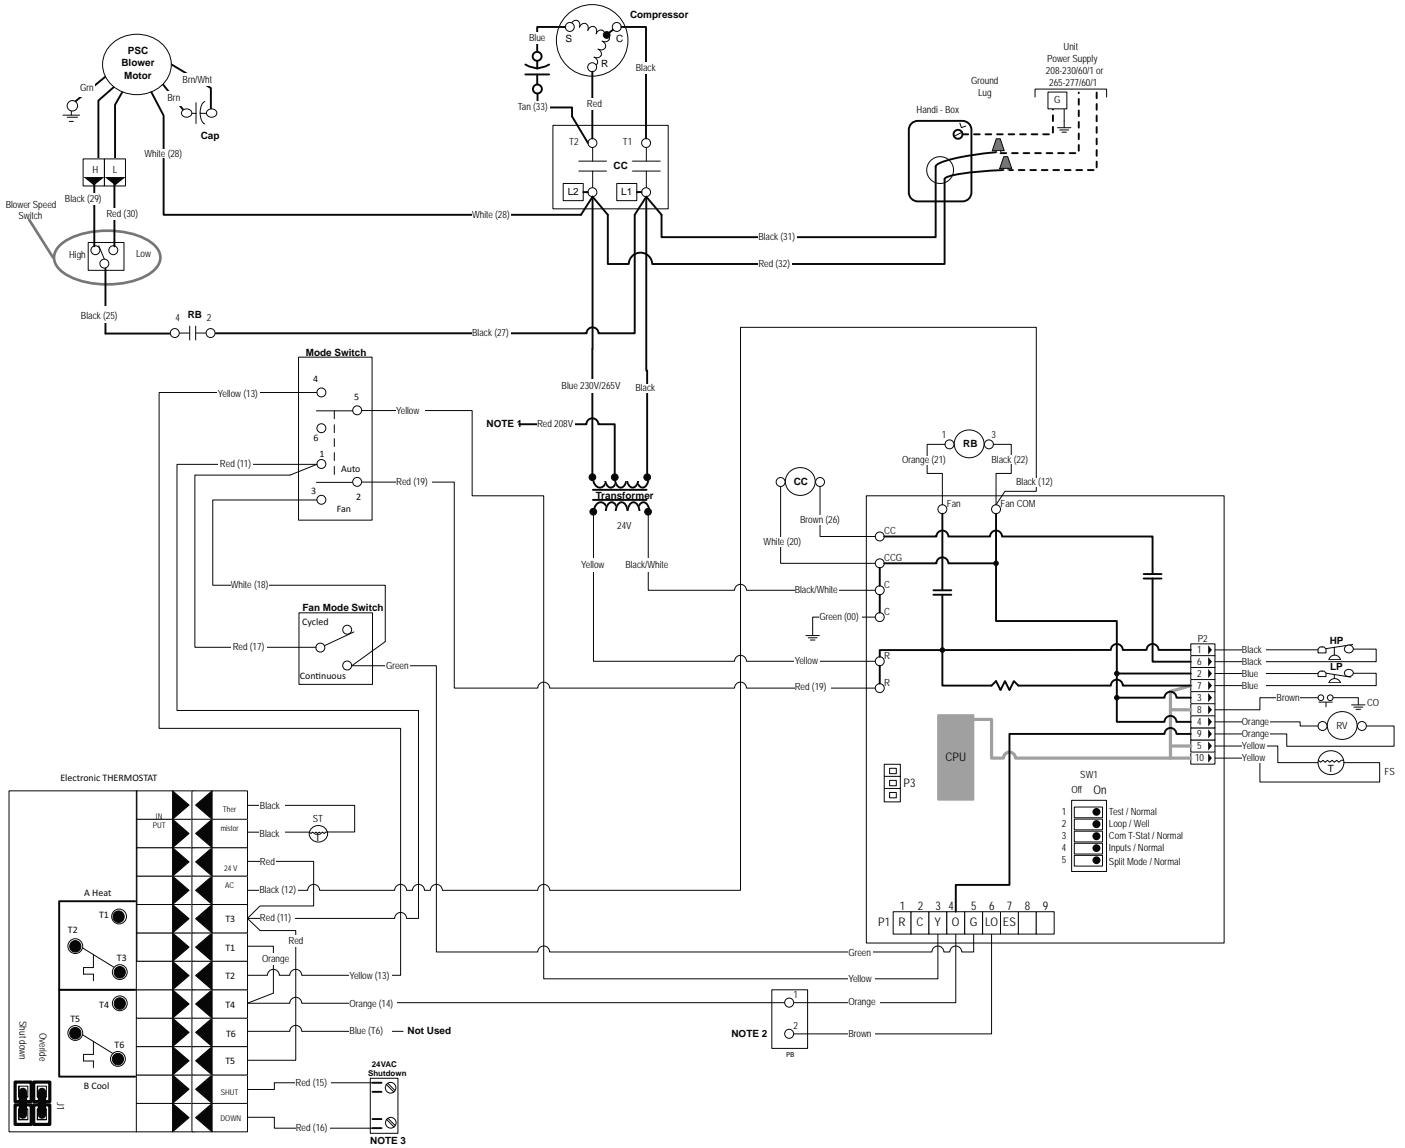 Compressor
PSC
Blower
Motor
Blue
S
C
R
Black
Grn
Brn/Wht
Brn
Cap
Tan (33)
Red
White (28)
T2
T1
CC
L2
L1
Unit
Power Supply
208-230/60/1 or
265-277/60/1
G
Ground
Lug
Handi - Box
H
L
Black (29)
Red (30)
Blower Speed
Switch
High
Low
White (28)
Black (31)
Red (32)
Black (25)
4
RB
2
Black (27)
Mode Switch
4
5
6
1
Auto
3
2
Fan
Yellow (13)
Yellow
Red (11)
Red (19)
Blue 230V/265V
Black
NOTE 1
Red 208V
Transformer
24V
Yellow
Black/White
White (18)
Fan Mode Switch
Cycled
Continuous
Red (17)
Green
1
RB
3
Orange (21)
Black (22)
Black (12)
CC
Brown (26)
White (20)
Fan
Fan COM
CC
CCG
Black/White
C
Green (00)
C
Yellow
R
Red (19)
R
P2
1
6
2
7
3
8
4
9
5
10
Black
Black
Blue
Blue
Brown
Orange
Orange
Yellow
Yellow
HP
LP
CO
RV
T
FS
CPU
P3
SW1
Off
On
1
Test / Normal
2
Loop / Well
3
Com T-Stat / Normal
4
Inputs / Normal
5
Split Mode / Normal
1 2 3 4 5 6 7 8 9
P1 R C Y O G LO ES
Green
Yellow
Orange
Brown
1
2
NOTE 2
PB
Electronic THERMOSTAT
IN
PUT
Ther
mistor
24 V
AC
T3
T1
T2
T4
T6
T5
SHUT
DOWN
Black
Black
ST
T
Red
Black (12)
Red (11)
Red
Orange
Yellow (13)
Orange (14)
Blue (T6)
Not Used
Red (15)
Red (16)
24VAC
Shutdown
NOTE 3
A Heat
T1
T2
T3
T4
T5
T6
B Cool
Shut down
Overide
J1